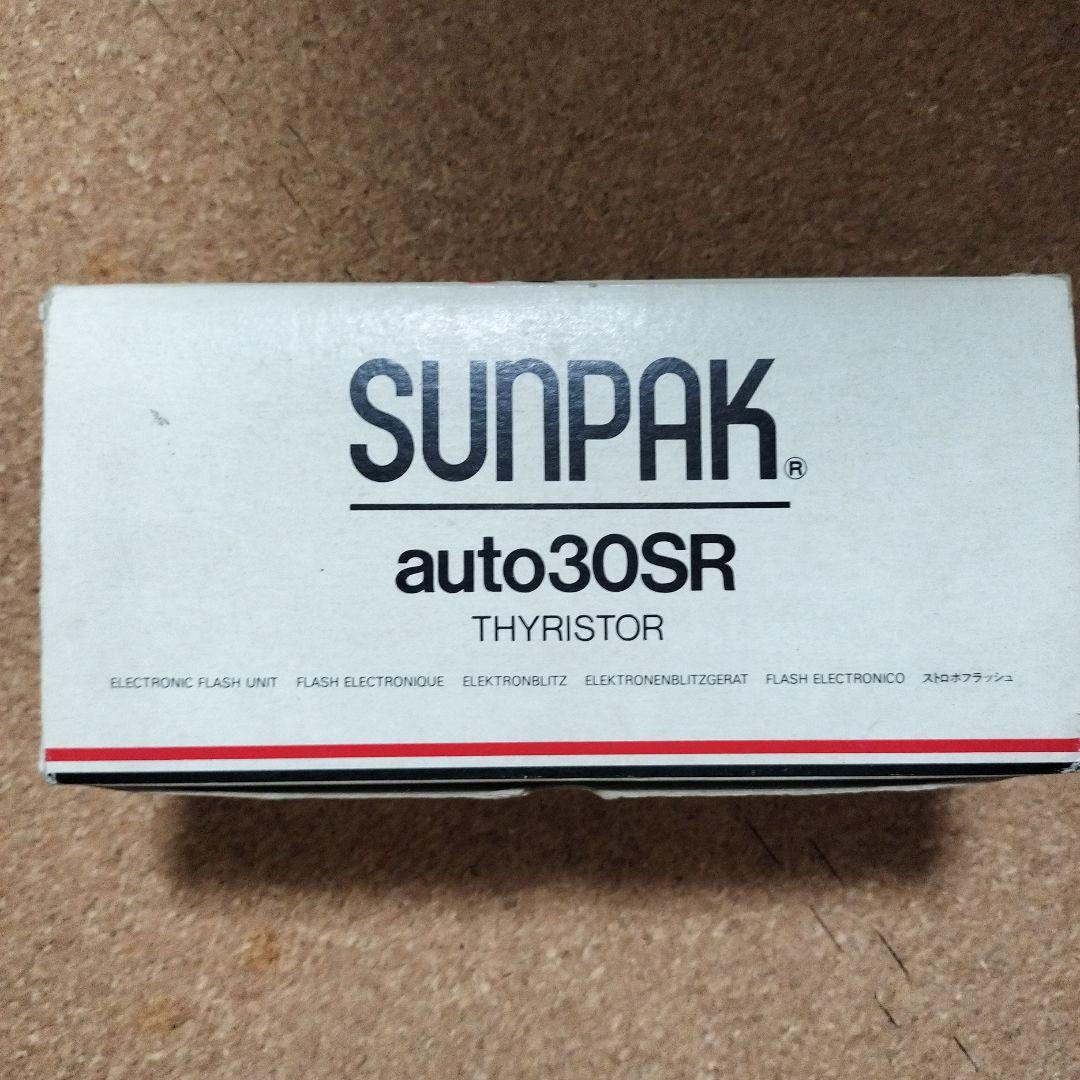 SUNPAK®
auto30SR
THYRISTOR
ELECTRONIC FLASH UNIT FLASH ELECTRONIQUE ELEKTRONBLITZ ELEKTRONENBLITZGERAT FLASH ELECTRONICO ストロボフラッシュ